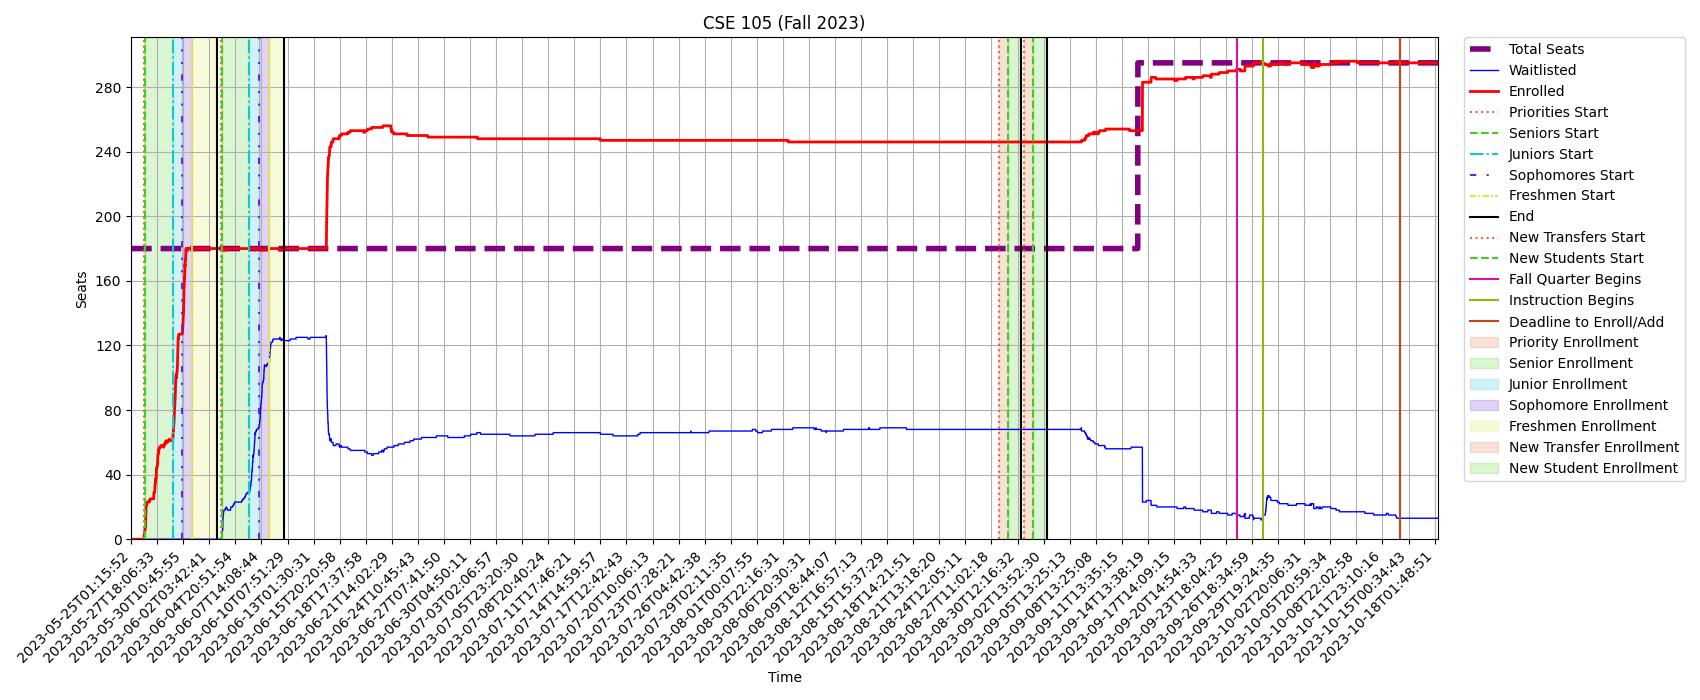 CSE 105 (Fall 2023)
Seats
280
240
200
160
120
80
40
0
2023-05-25T01:15:52
2023-05-27T18:06:33
2023-05-30T10:45:55
2023-06-02T03:42:41
2023-06-04T20:51:54
2023-06-07T14:08:44
2023-06-10T07:51:29
2023-06-13T01:30:31
2023-06-15T19:20:58
2023-06-18T17:37:58
2023-06-21T14:02:29
2023-06-24T10:45:43
2023-06-27T07:41:50
2023-06-30T04:50:11
2023-07-03T02:06:57
2023-07-05T23:20:30
2023-07-08T20:40:24
2023-07-11T17:46:21
2023-07-14T14:59:57
2023-07-17T12:42:43
2023-07-20T10:06:13
2023-07-23T07:28:21
2023-07-26T04:42:38
2023-07-29T02:11:35
2023-08-01T00:07:55
2023-08-03T22:16:31
2023-08-06T20:30:31
2023-08-09T18:44:07
2023-08-12T16:57:13
2023-08-15T15:37:29
2023-08-18T14:21:51
2023-08-21T13:18:20
2023-08-24T12:05:11
2023-08-27T11:02:18
2023-08-30T12:16:32
2023-09-02T13:52:30
2023-09-05T13:25:13
2023-09-08T13:25:08
2023-09-11T13:35:15
2023-09-14T13:38:19
2023-09-17T14:09:15
2023-09-20T14:54:33
2023-09-23T18:04:25
2023-09-26T18:34:59
2023-09-29T19:24:35
2023-10-02T20:06:31
2023-10-05T20:59:34
2023-10-08T22:02:58
2023-10-11T23:10:16
2023-10-15T00:34:43
2023-10-18T01:48:51
Time
Total Seats
Waitlisted
Enrolled
Priorities Start
Seniors Start
Juniors Start
Sophomores Start
Freshmen Start
End
New Transfers Start
New Students Start
Fall Quarter Begins
Instruction Begins
Deadline to Enroll/Add
Priority Enrollment
Senior Enrollment
Junior Enrollment
Sophomore Enrollment
Freshmen Enrollment
New Transfer Enrollment
New Student Enrollment